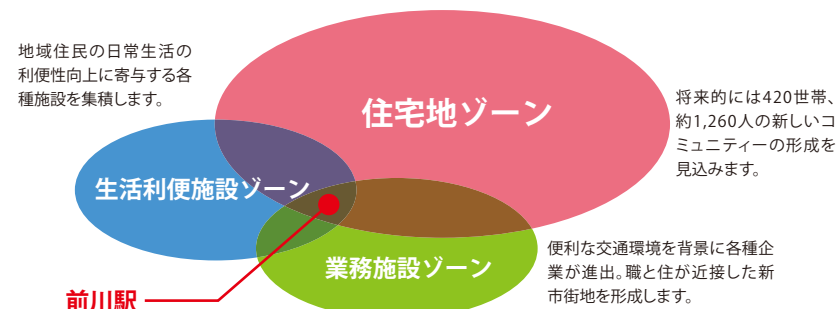 地域住民の日常生活の
利便性向上に寄与する各
種施設を集積します。
住宅地ゾーン
将来的には420世帯、
約1,260人の新しいコ
ミュニティーの形成を
見込みます。
生活利便施設ゾーン
業務施設ゾーン
便利な交通環境を背景に各種企
業が進出。職と住が近接した新
市街地を形成します。
前川駅